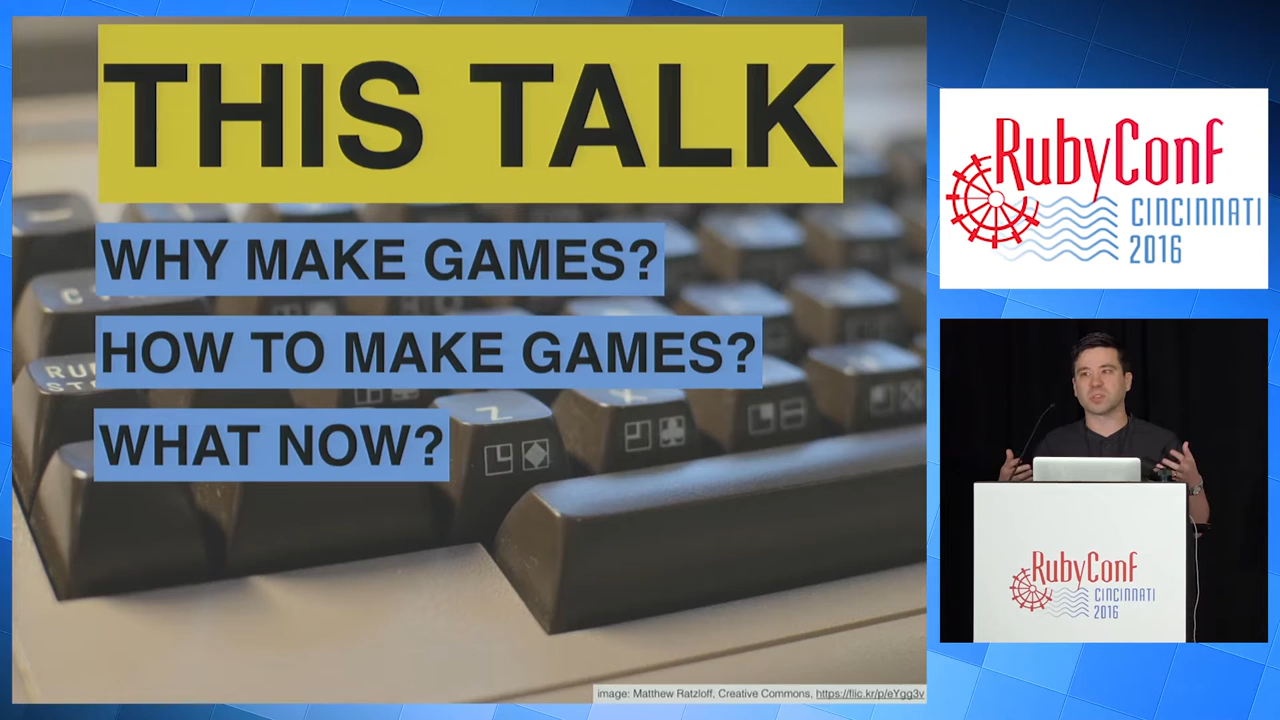 THIS TALK
WHY MAKE GAMES?
HOW TO MAKE GAMES?
WHAT NOW?
Z
X
image: Matthew Ratzloff, Creative Commons, https://flic.kr/p/eYgg3v
RubyConf
CINCINNATI
2016
RubyConf
CINCINNATI
2016